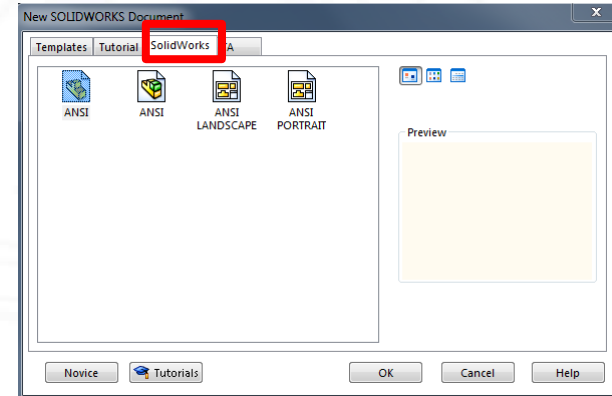 New SOLIDWORKS Document
x
Templates Tutorial SolidWorks
ANSI ANSI ANSI LANDSCAPE ANSI PORTRAIT
Preview
Novice Tutorials OK Cancel Help